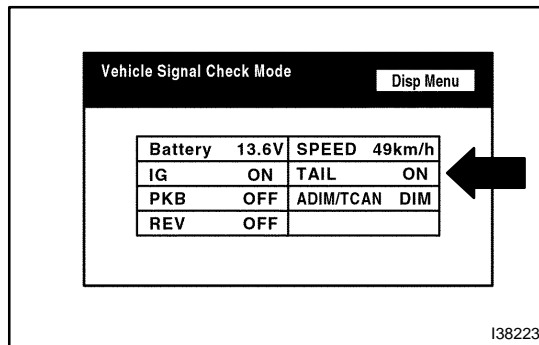 Vehicle Signal Check Mode
Disp Menu
Battery 13.6V SPEED 49km/h
IG ON TAIL ON
PKB OFF ADIM/TCAN DIM
REV OFF
I38223